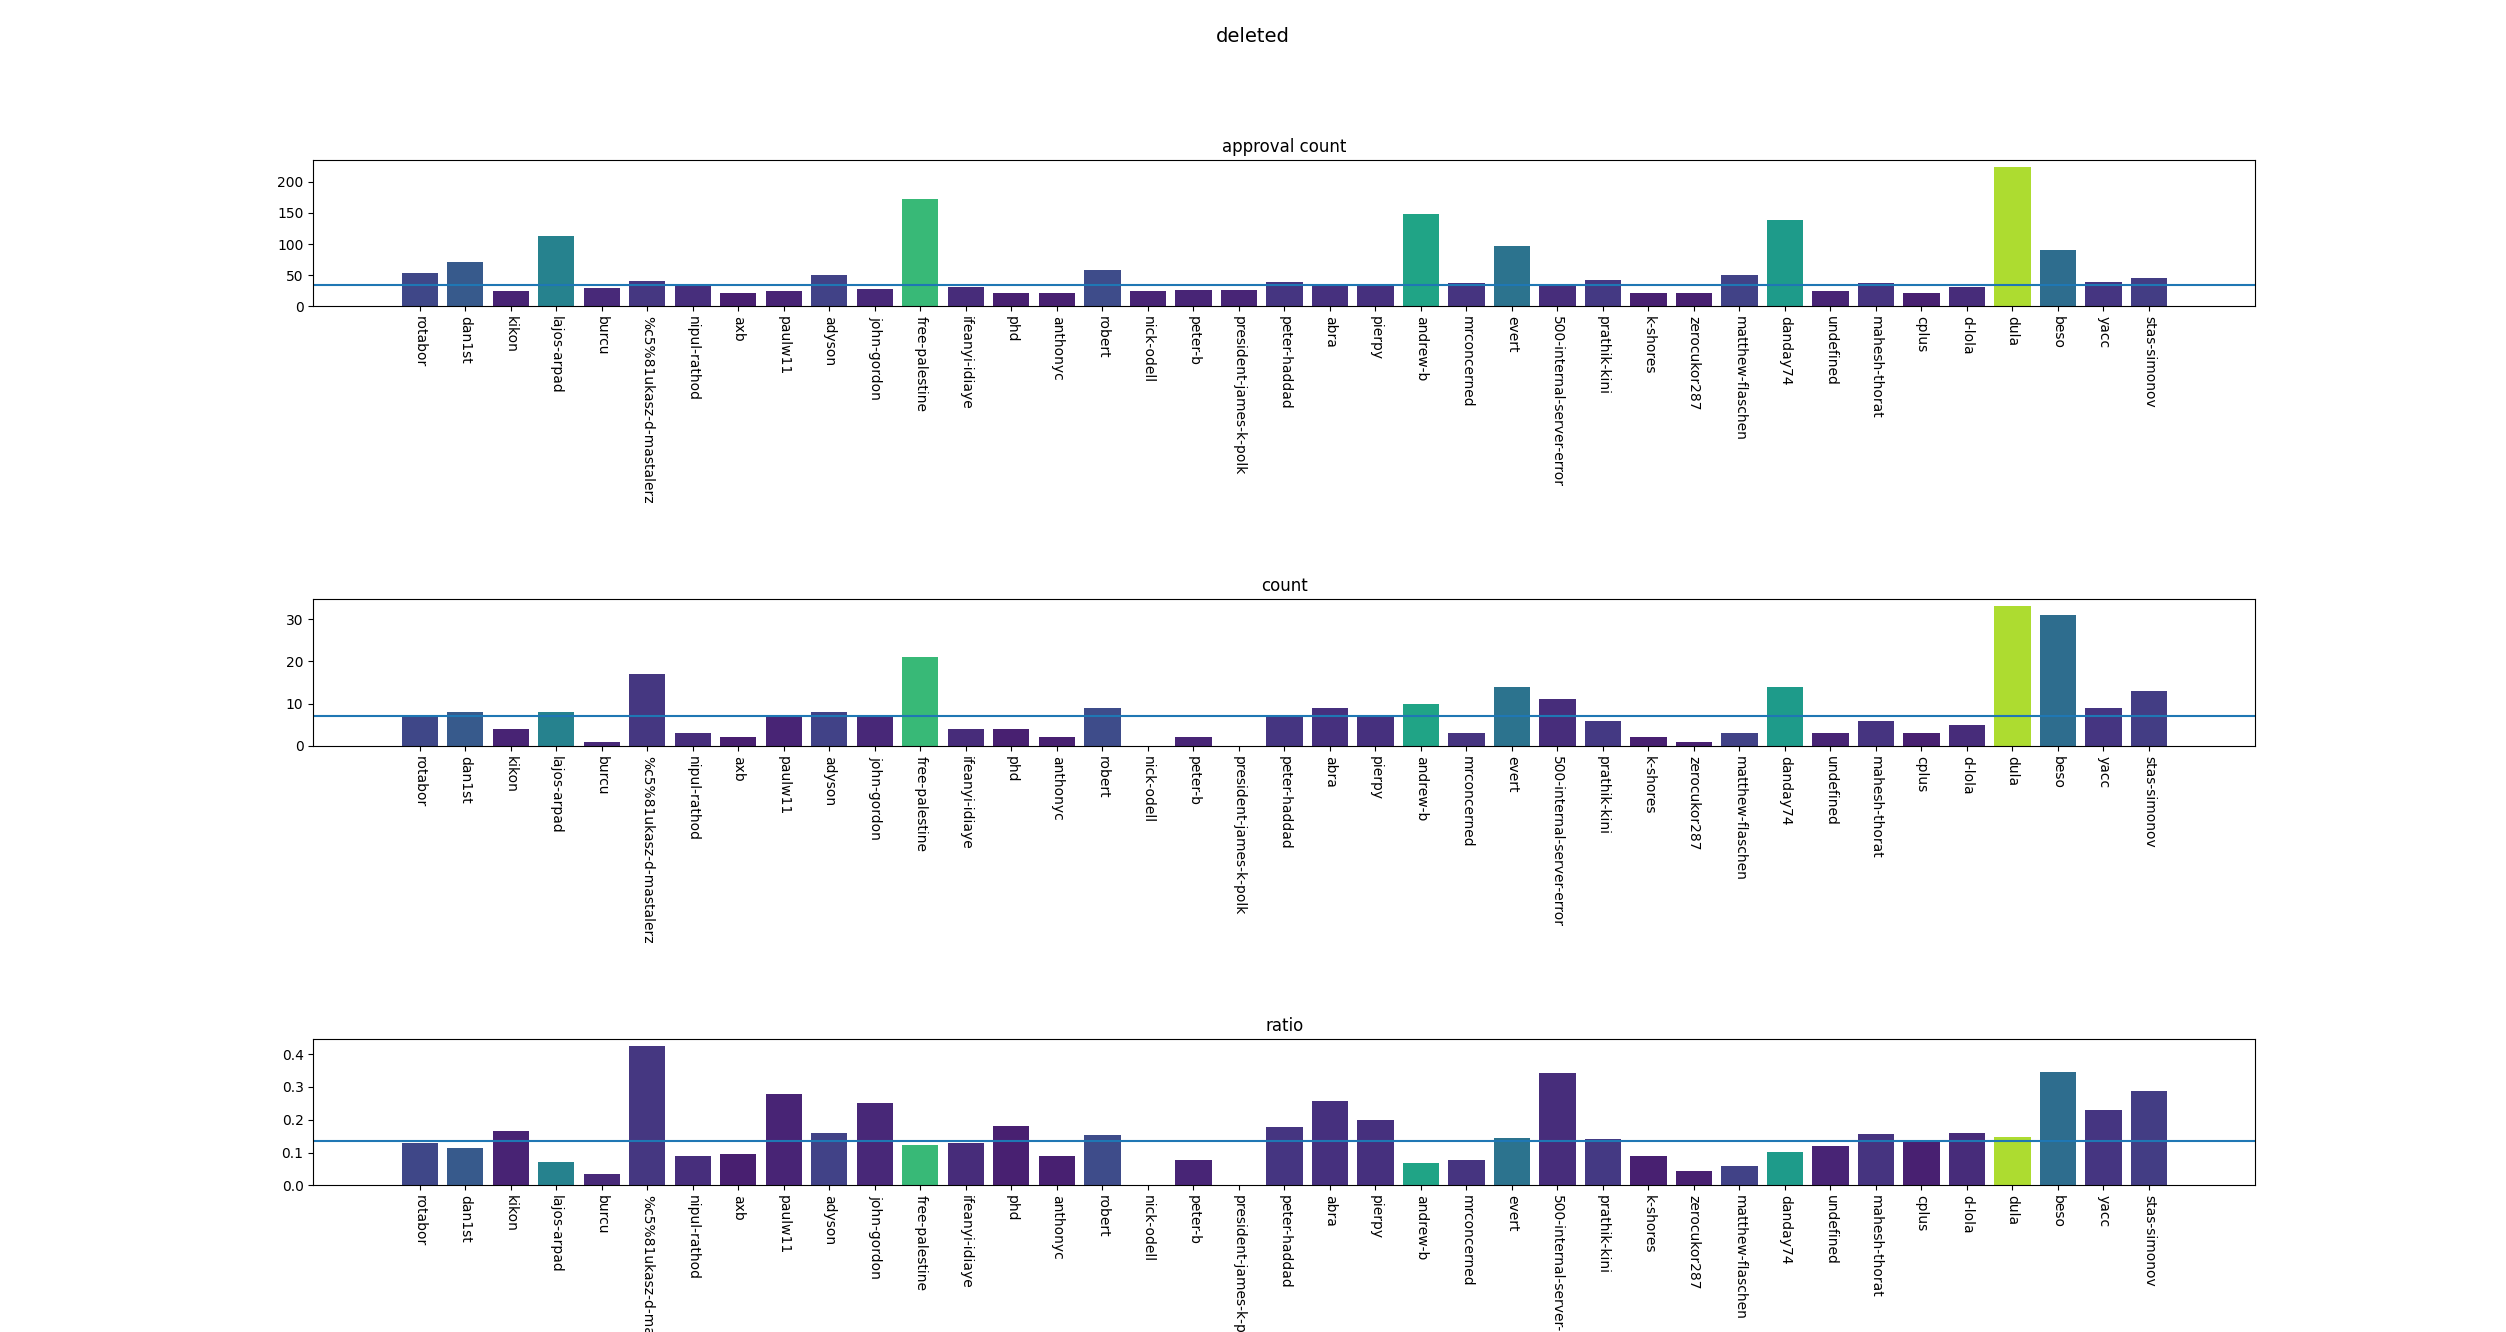 deleted
approval count
200
150
100
50
0
rotabor
dan1st
kikon
lajos-arpad
burcu
%c5%81ukasz-d-mastalerz
nipul-rathod
axb
paulw11
adyson
john-gordon
free-palestine
ifeanyi-idiaye
phd
anthonyc
robert
nick-odell
peter-b
president-james-k-polk
peter-haddad
abra
pierpy
andrew-b
mrconcerned
evert
500-internal-server-error
prathik-kini
k-shores
zerocukor287
matthew-flaschen
danday74
undefined
mahesh-thorat
cplus
d-lola
dula
beso
yacc
stas-simonov
count
30
20
10
0
rotabor
dan1st
kikon
lajos-arpad
burcu
%c5%81ukasz-d-mastalerz
nipul-rathod
axb
paulw11
adyson
john-gordon
free-palestine
ifeanyi-idiaye
phd
anthonyc
robert
nick-odell
peter-b
president-james-k-polk
peter-haddad
abra
pierpy
andrew-b
mrconcerned
evert
500-internal-server-error
prathik-kini
k-shores
zerocukor287
matthew-flaschen
danday74
undefined
mahesh-thorat
cplus
d-lola
dula
beso
yacc
stas-simonov
ratio
0.4
0.3
0.2
0.1
0.0
rotabor
dan1st
kikon
lajos-arpad
burcu
%c5%81ukasz-d-ma
nipul-rathod
axb
paulw11
adyson
john-gordon
free-palestine
ifeanyi-idiaye
phd
anthonyc
robert
nick-odell
peter-b
president-james-k-p
peter-haddad
abra
pierpy
andrew-b
mrconcerned
evert
500-internal-server-
prathik-kini
k-shores
zerocukor287
matthew-flaschen
danday74
undefined
mahesh-thorat
cplus
d-lola
dula
beso
yacc
stas-simonov